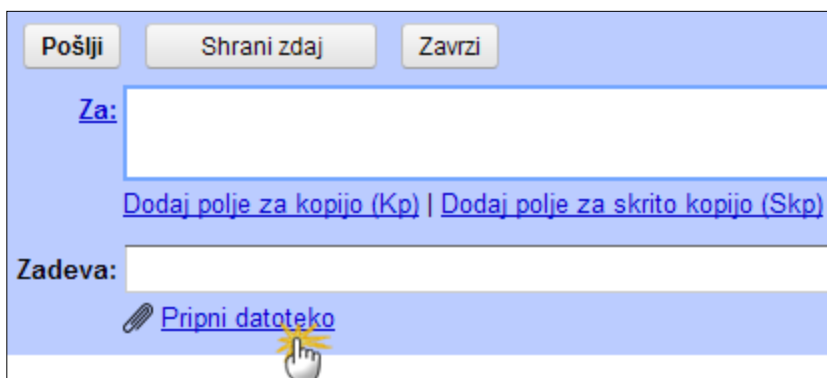 Pošlji Shrani zdaj Zavrzi
Za:
Dodaj polje za kopijo (Kp) | Dodaj polje za skrito kopijo (Skp)
Zadeva:
Pripni datoteko